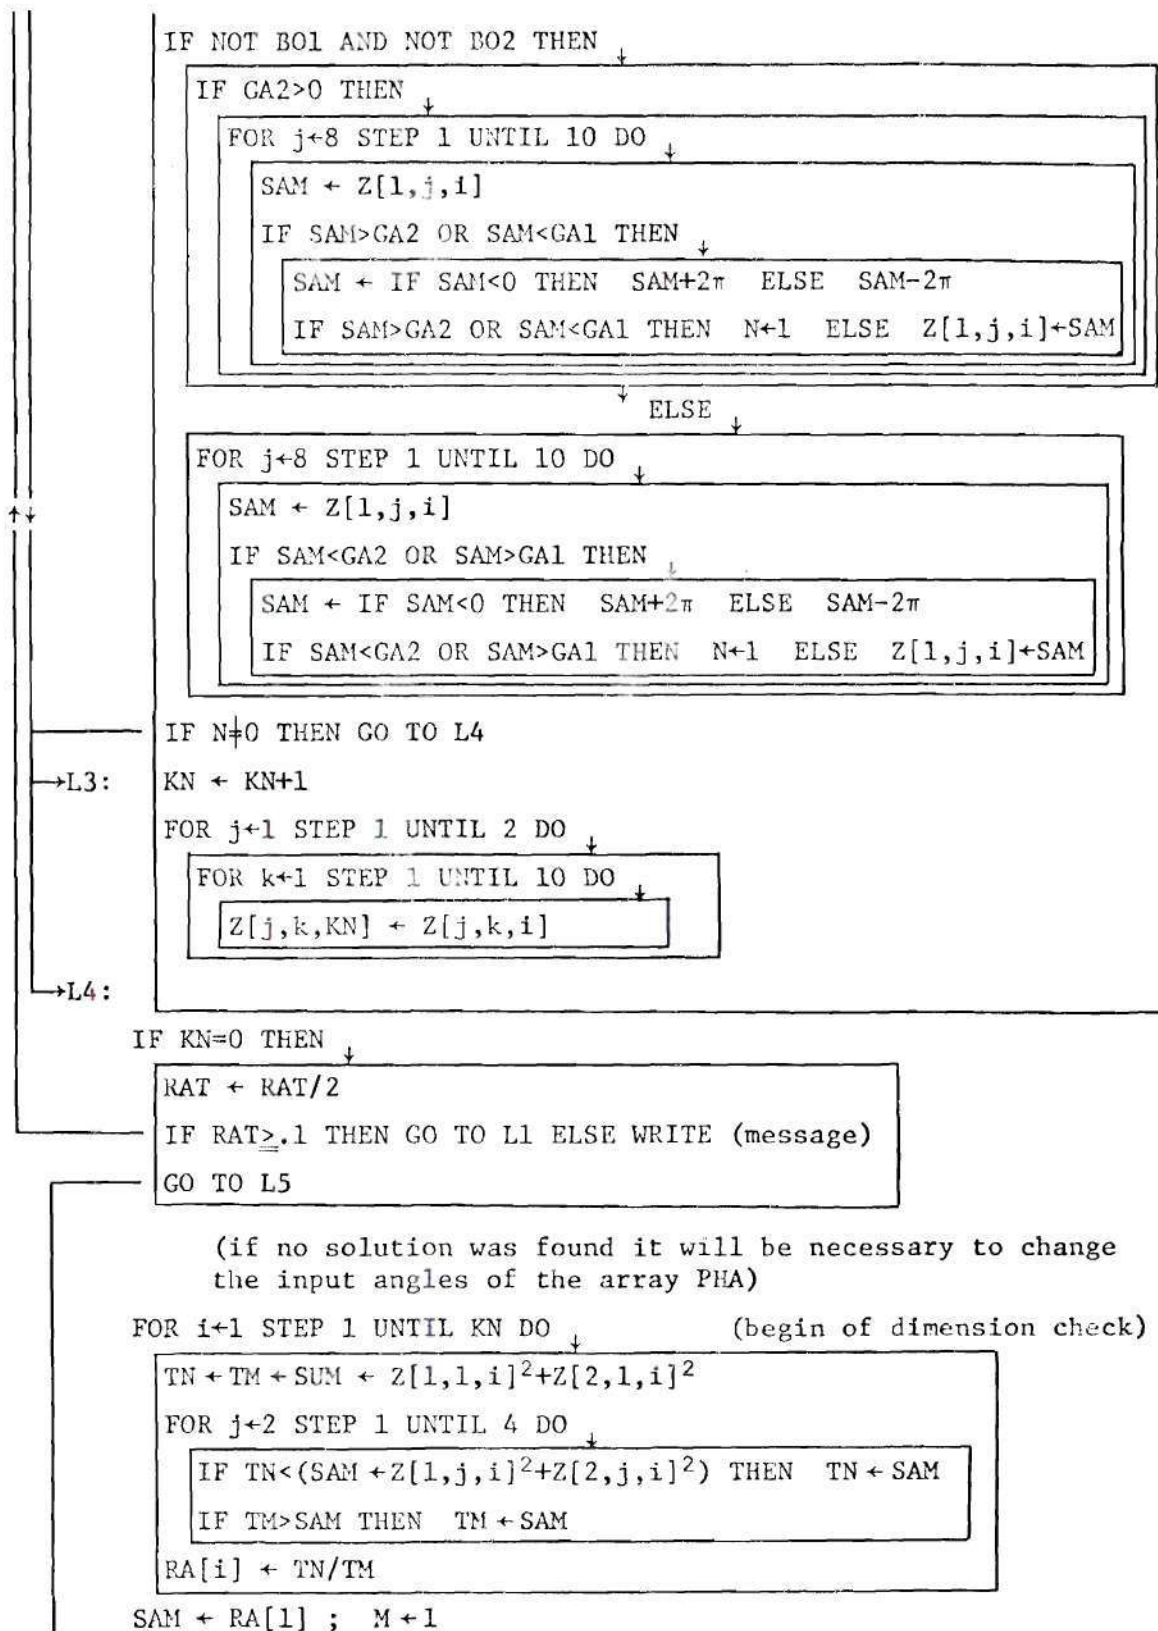 IF NOT BO1 AND NOT BO2 THEN ↓
IF GA2>0 THEN ↓
FOR j←8 STEP 1 UNTIL 10 DO ↓
SAM ← Z[1,j,i]
IF SAM>GA2 OR SAM<GA1 THEN ↓
SAM ← IF SAM<0 THEN SAM+2π ELSE SAM-2π
IF SAM>GA2 OR SAM<GA1 THEN N←1 ELSE Z[1,j,i]←SAM
↓ ELSE ↓
FOR j←8 STEP 1 UNTIL 10 DO ↓
SAM ← Z[1,j,i]
IF SAM<GA2 OR SAM>GA1 THEN ↓
SAM ← IF SAM<0 THEN SAM+2π ELSE SAM-2π
IF SAM<GA2 OR SAM>GA1 THEN N←1 ELSE Z[1,j,i]←SAM
IF N≠0 THEN GO TO L4
L3: KN ← KN+1
FOR j←1 STEP 1 UNTIL 2 DO ↓
FOR k←1 STEP 1 UNTIL 10 DO ↓
Z[j,k,KN] ← Z[j,k,i]
L4:
IF KN=0 THEN ↓
RAT ← RAT/2
IF RAT≥.1 THEN GO TO L1 ELSE WRITE (message)
GO TO L5
(if no solution was found it will be necessary to change
the input angles of the array PHA)
FOR i←1 STEP 1 UNTIL KN DO ↓ (begin of dimension check)
TN ← TM ← SUM ← Z[1,1,i]²+Z[2,1,i]²
FOR j←2 STEP 1 UNTIL 4 DO ↓
IF TN<(SAM ←Z[1,j,i]²+Z[2,j,i]²) THEN TN ← SAM
IF TM>SAM THEN TM ← SAM
RA[i] ← TN/TM
SAM ← RA[1] ; M ← 1